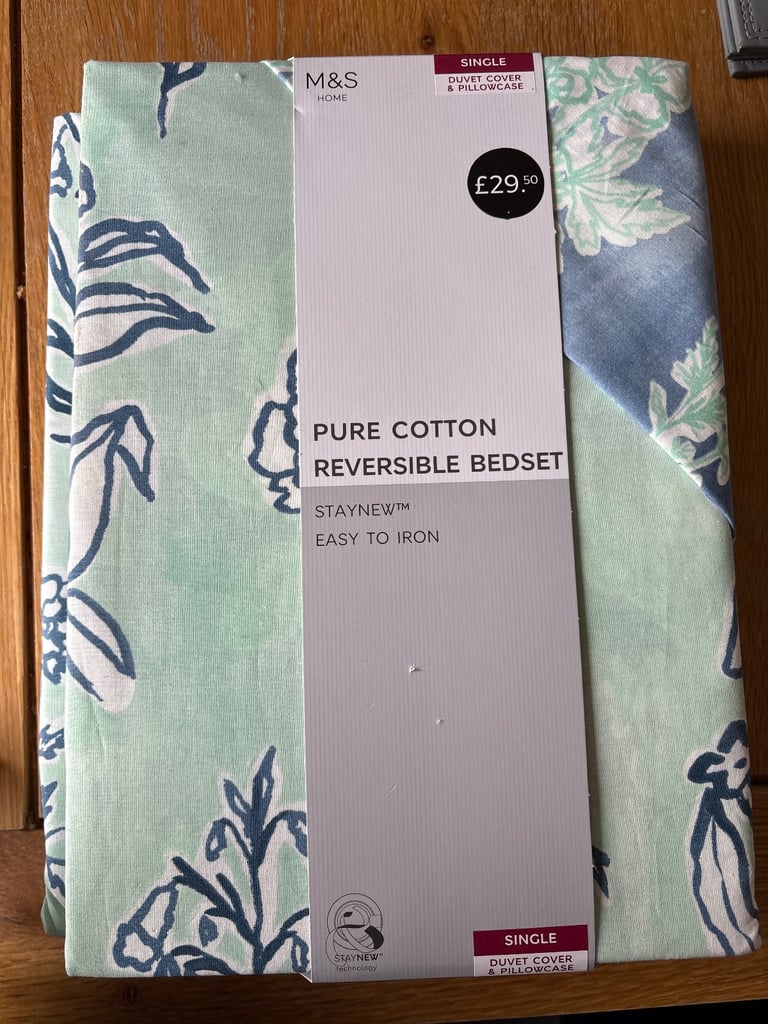 M&S
HOME
SINGLE
DUVET COVER
& PILLOWCASE
£29.50
PURE COTTON
REVERSIBLE BEDSET
STAYNEW™
EASY TO IRON
STAYNEW™
technology
SINGLE
DUVET COVER
& PILLOWCASE